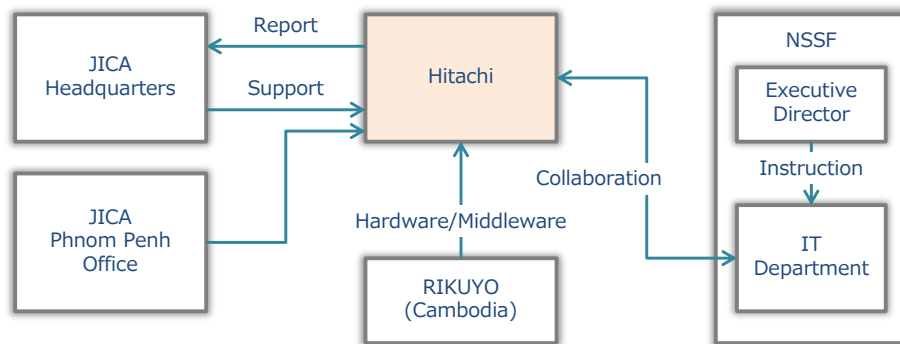 JICA
Headquarters
Report
Support
Hitachi
NSSF
Executive
Director
Instruction
Collaboration
JICA
Phnom Penh
Office
Hardware/Middleware
IT
Department
RIKUYO
(Cambodia)